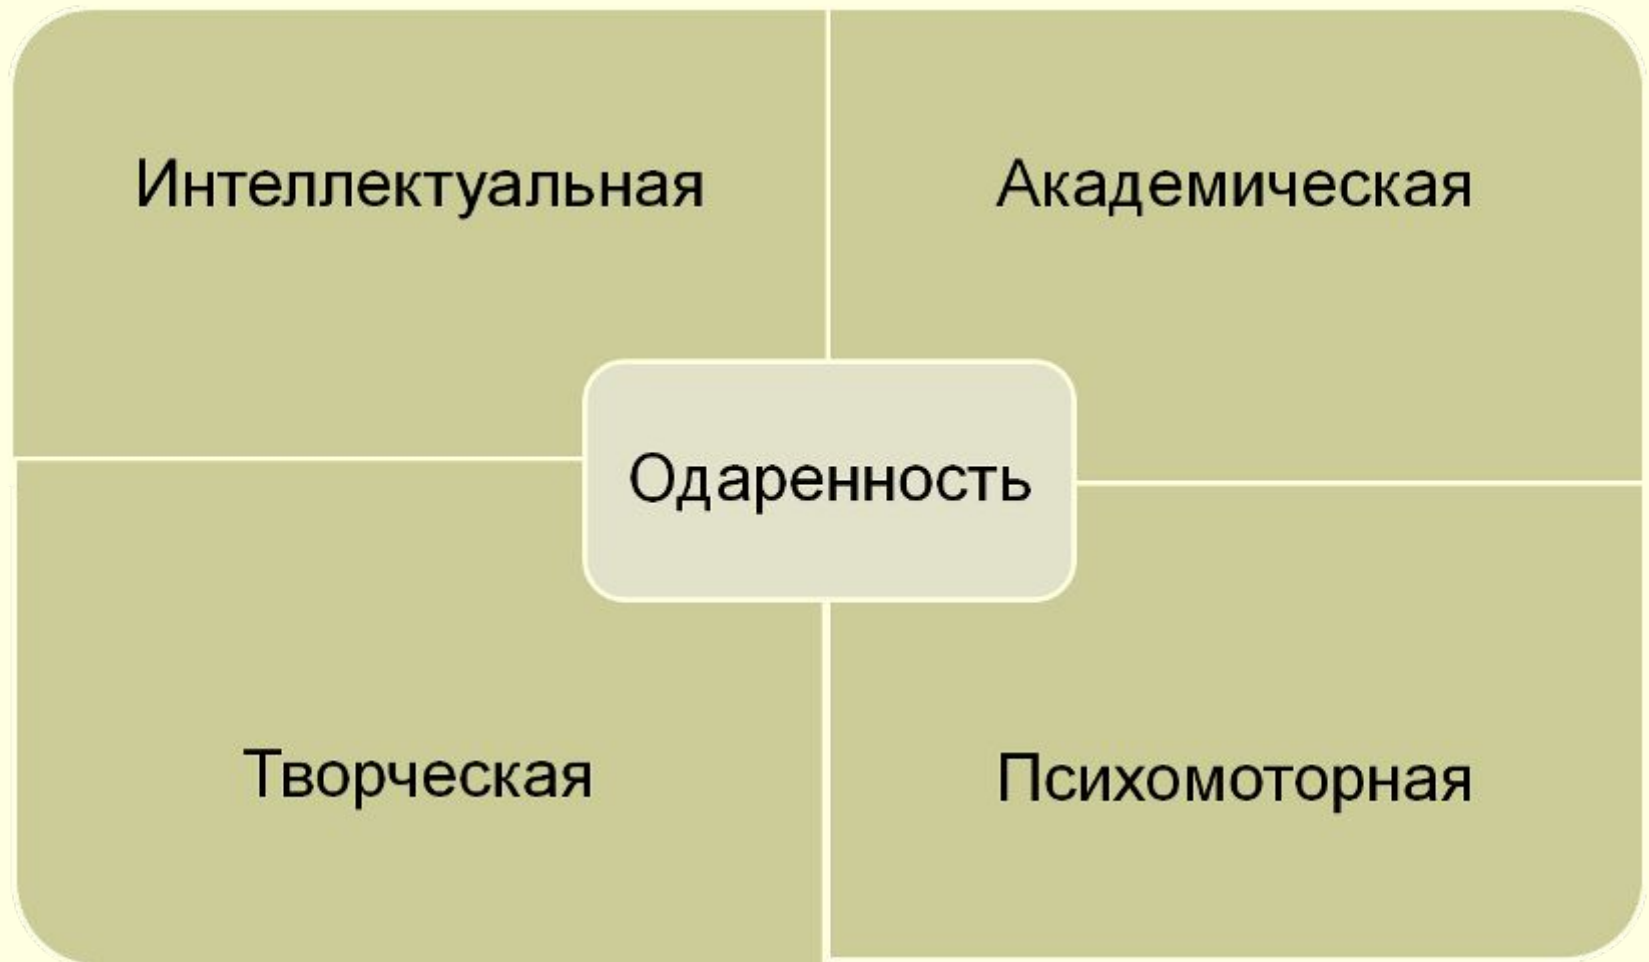 Интеллектуальная
Академическая
Одаренность
Творческая
Психомоторная